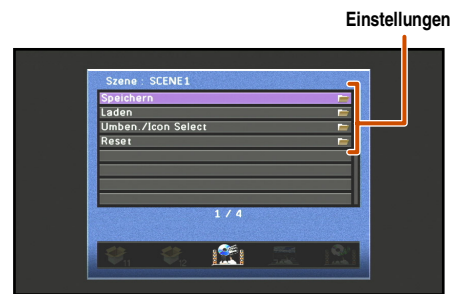 Einstellungen
Szene : SCENE1
Speichern
Laden
Umben./Icon Select
Reset
1 / 4